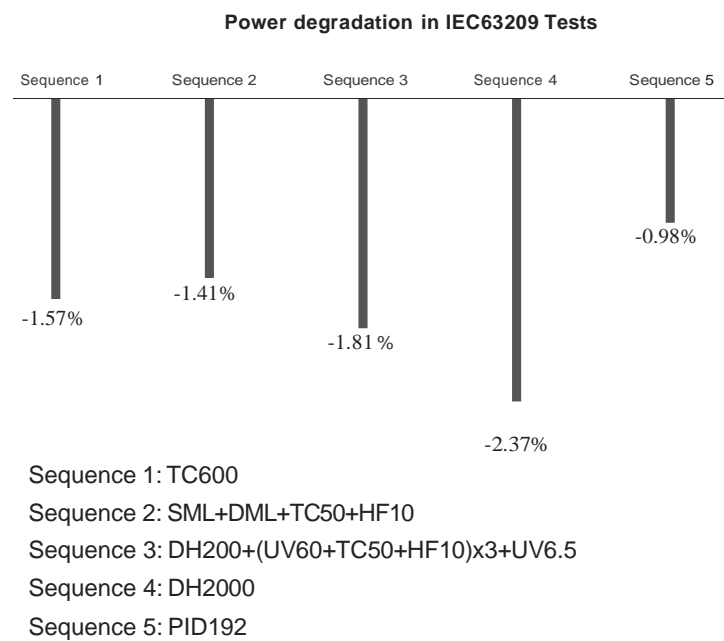 Power degradation in IEC63209 Tests
Sequence 1 Sequence 2 Sequence 3 Sequence 4 Sequence 5
-0.98%
-1.41%
-1.57%
-1.81 %
-2.37%
Sequence 1: TC600
Sequence 2: SML+DML+TC50+HF10
Sequence 3: DH200+(UV60+TC50+HF10)x3+UV6.5
Sequence 4: DH2000
Sequence 5: PID192